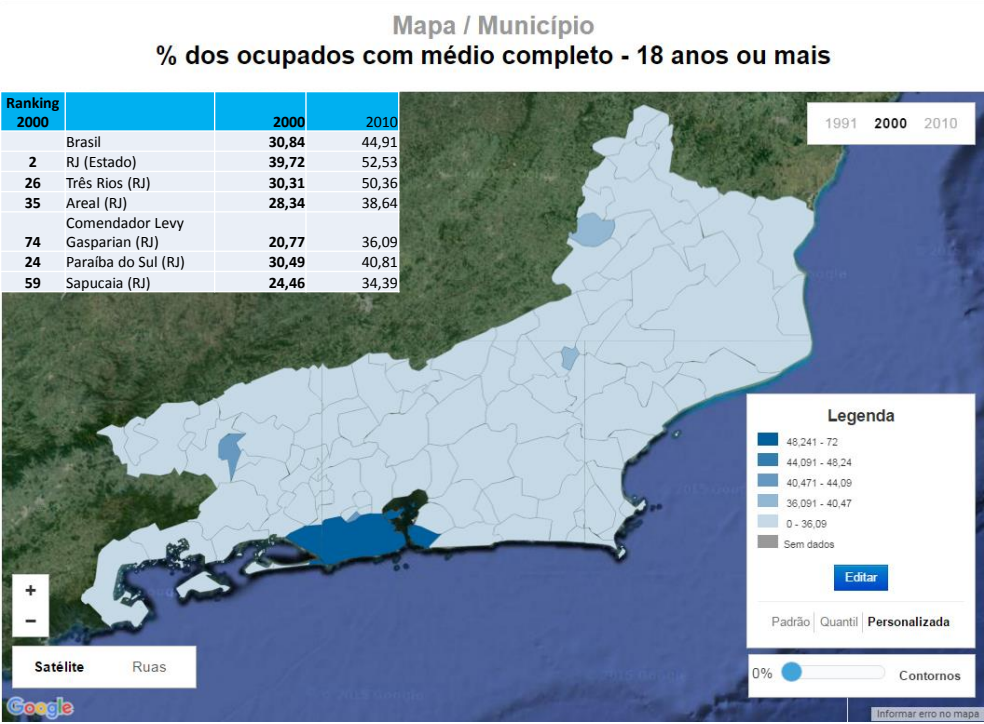 Mapa / Município
% dos ocupados com médio completo - 18 anos ou mais
Ranking
2000 2000 2010
Brasil 30,84 44,91
2 RJ (Estado) 39,72 52,53
26 Três Rios (RJ) 30,31 50,36
35 Areal (RJ) 28,34 38,64
Comendador Levy
74 Gasparian (RJ) 20,77 36,09
24 Paraíba do Sul (RJ) 30,49 40,81
59 Sapucaia (RJ) 24,46 34,39
1991 2000 2010
Legenda
48,241 - 72
44,091 - 48,24
40,471 - 44,09
36,091 - 40,47
0 - 36,09
Sem dados
Editar
Padrão Quantil Personalizada
0% Contornos
+
−
Satélite Ruas
Google
Informar erro no mapa